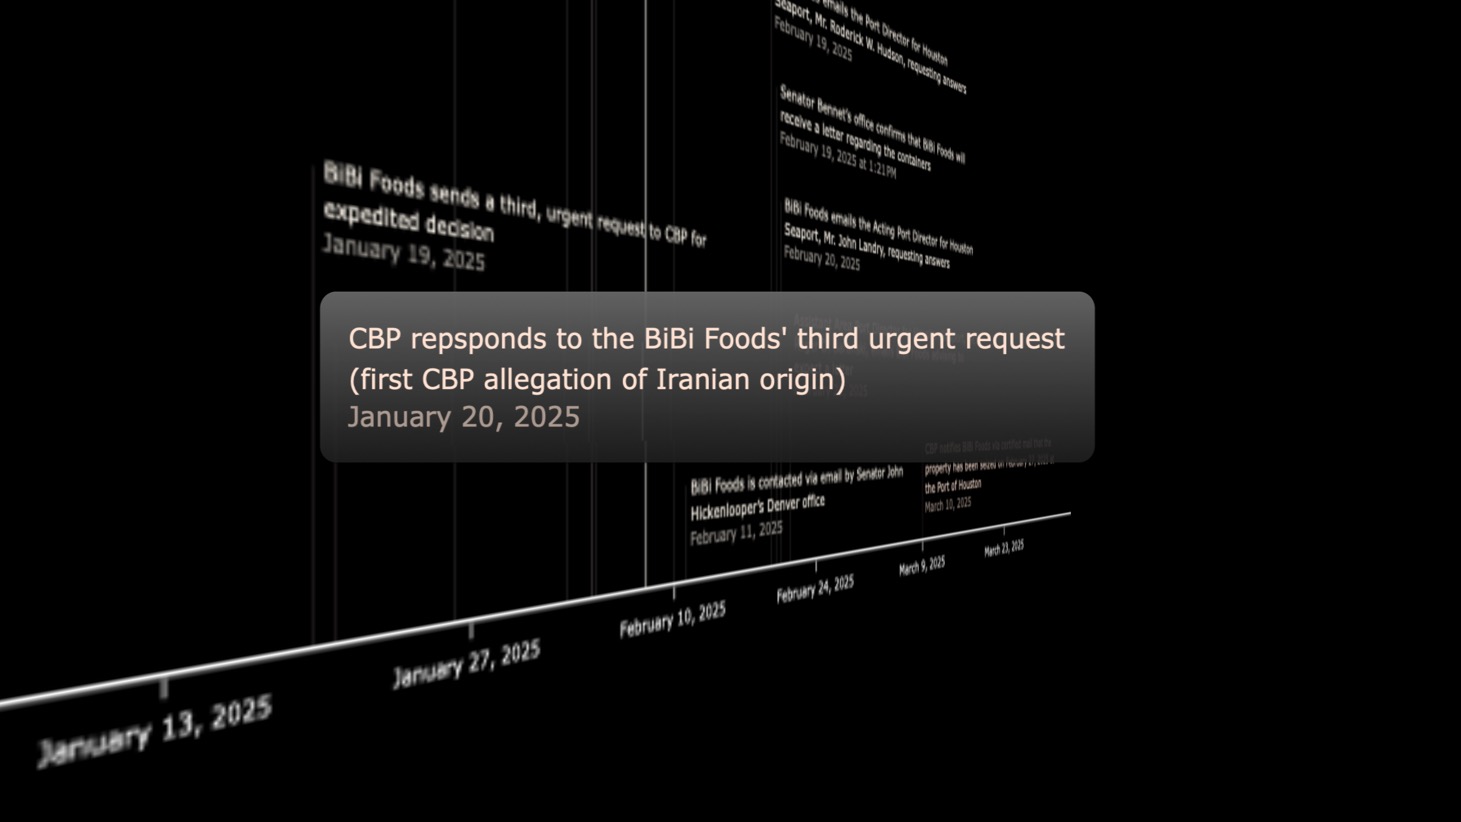 emails the Port Director for Houston
Seaport, Mr. Roderick W. Hudson, requesting answers
February 19, 2025
Senator Bennet's office confirms that BiBi Foods will
receive a letter regarding the containers
February 19, 2025 at 1:21PM
BiBi Foods sends a third, urgent request to CBP for
expedited decision
January 19, 2025
BiBi Foods emails the Acting Port Director for Houston
Seaport, Mr. John Landry, requesting answers
February 20, 2025
CBP repsponds to the BiBi Foods' third urgent request
(first CBP allegation of Iranian origin)
January 20, 2025
BiBi Foods is contacted via email by Senator John
Hickenlooper's Denver office
February 11, 2025
CBP notifies BiBi Foods via certified mail that the
property has been seized on February 27, 2025 at
the Port of Houston
March 10, 2025
January 13, 2025
January 27, 2025
February 10, 2025
February 24, 2025
March 9, 2025
March 23, 2025